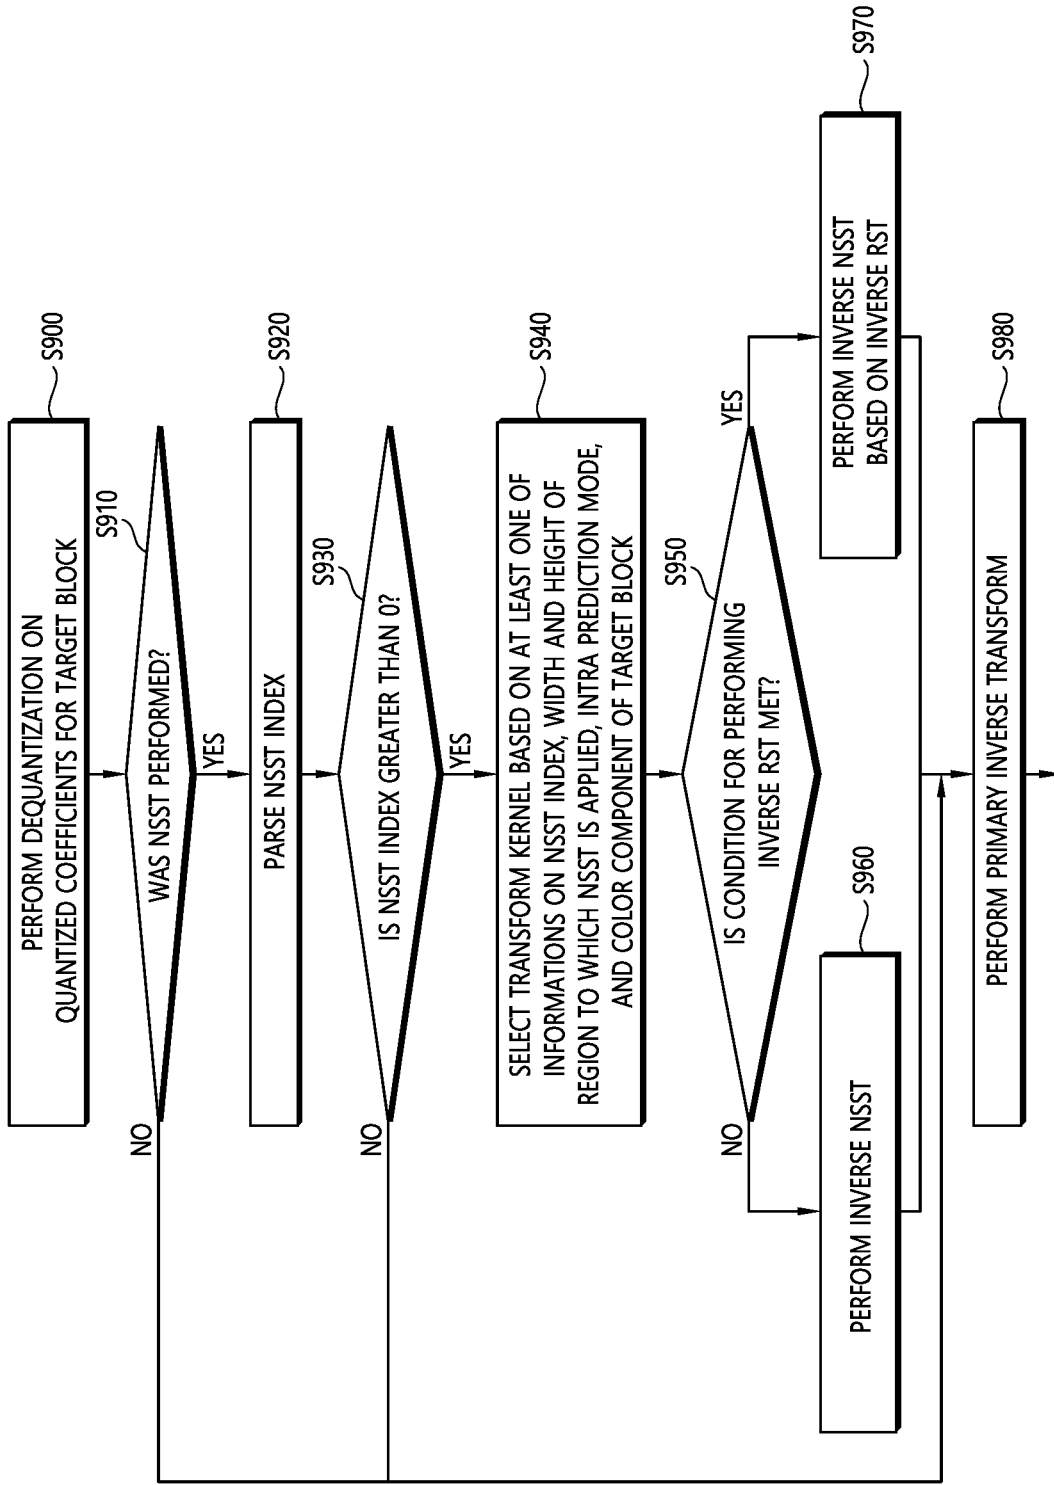 PERFORM DEQUANTIZATION ON
QUANTIZED COEFFICIENTS FOR TARGET BLOCK
S900
WAS NSST PERFORMED?
S910
NO
YES
PARSE NSST INDEX
S920
IS NSST INDEX GREATER THAN 0?
S930
NO
YES
SELECT TRANSFORM KERNEL BASED ON AT LEAST ONE OF
INFORMATIONS ON NSST INDEX, WIDTH AND HEIGHT OF
REGION TO WHICH NSST IS APPLIED, INTRA PREDICTION MODE,
AND COLOR COMPONENT OF TARGET BLOCK
S940
IS CONDITION FOR PERFORMING
INVERSE RST MET?
S950
NO
YES
PERFORM INVERSE NSST
S960
PERFORM INVERSE NSST
BASED ON INVERSE RST
S970
PERFORM PRIMARY INVERSE TRANSFORM
S980